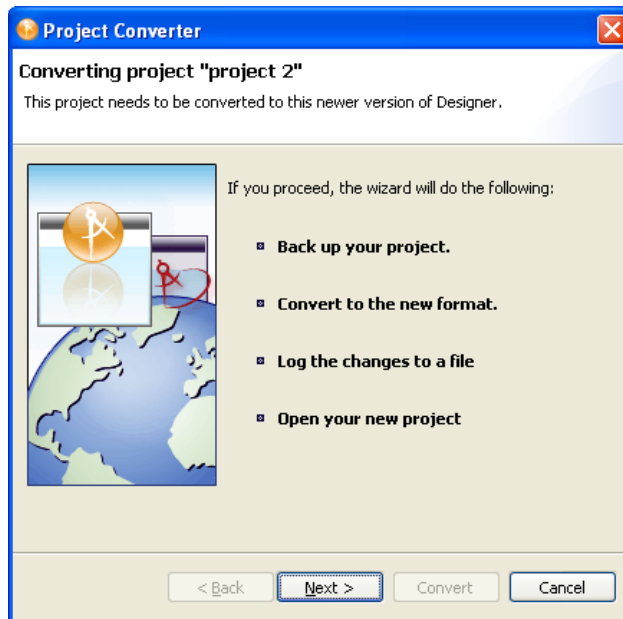 Project Converter
Converting project "project 2"
This project needs to be converted to this newer version of Designer.
If you proceed, the wizard will do the following:
Back up your project.
Convert to the new format.
Log the changes to a file
Open your new project
< Back Next > Convert Cancel